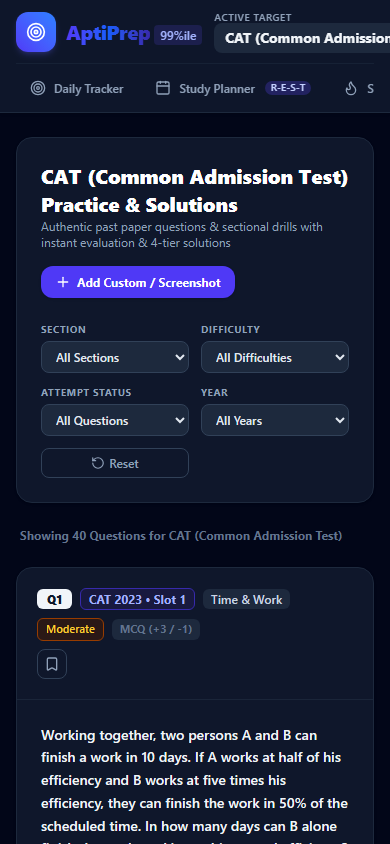 AptiPrep 99%ile
ACTIVE TARGET
CAT (Common Admission
Daily Tracker
Study Planner R-E-S-T
S
CAT (Common Admission Test)
Practice & Solutions
Authentic past paper questions & sectional drills with
instant evaluation & 4-tier solutions
+ Add Custom / Screenshot
SECTION
DIFFICULTY
All Sections
All Difficulties
ATTEMPT STATUS
YEAR
All Questions
All Years
Reset
Showing 40 Questions for CAT (Common Admission Test)
Q1 CAT 2023 • Slot 1 Time & Work
Moderate MCQ (+3 / -1)
Working together, two persons A and B can
finish a work in 10 days. If A works at half of his
efficiency and B works at five times his
efficiency, they can finish the work in 50% of the
scheduled time. In how many days can B alone